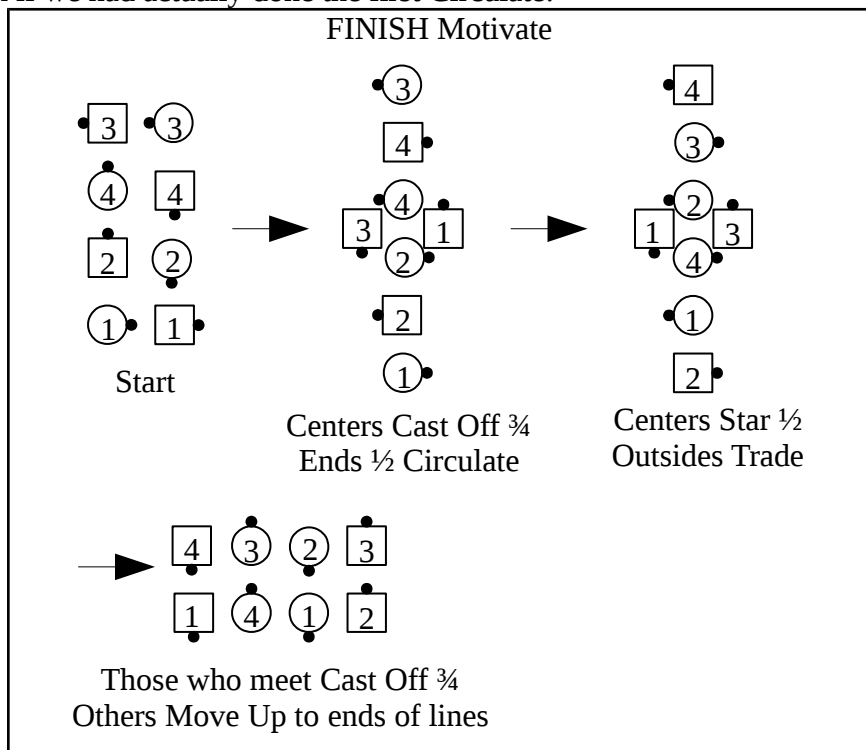 we had actually done the Circulate.
FINISH Motivate
3 3
4 4
2 2
1 1
Start
3
4
4
3 1
2
2
1
Centers Cast Off ¾
Ends ½ Circulate
4
3
2
1 3
4
1
2
Centers Star ½
Outsides Trade
4 3 2 3
1 4 1 2
Those who meet Cast Off ¾
Others Move Up to ends of lines